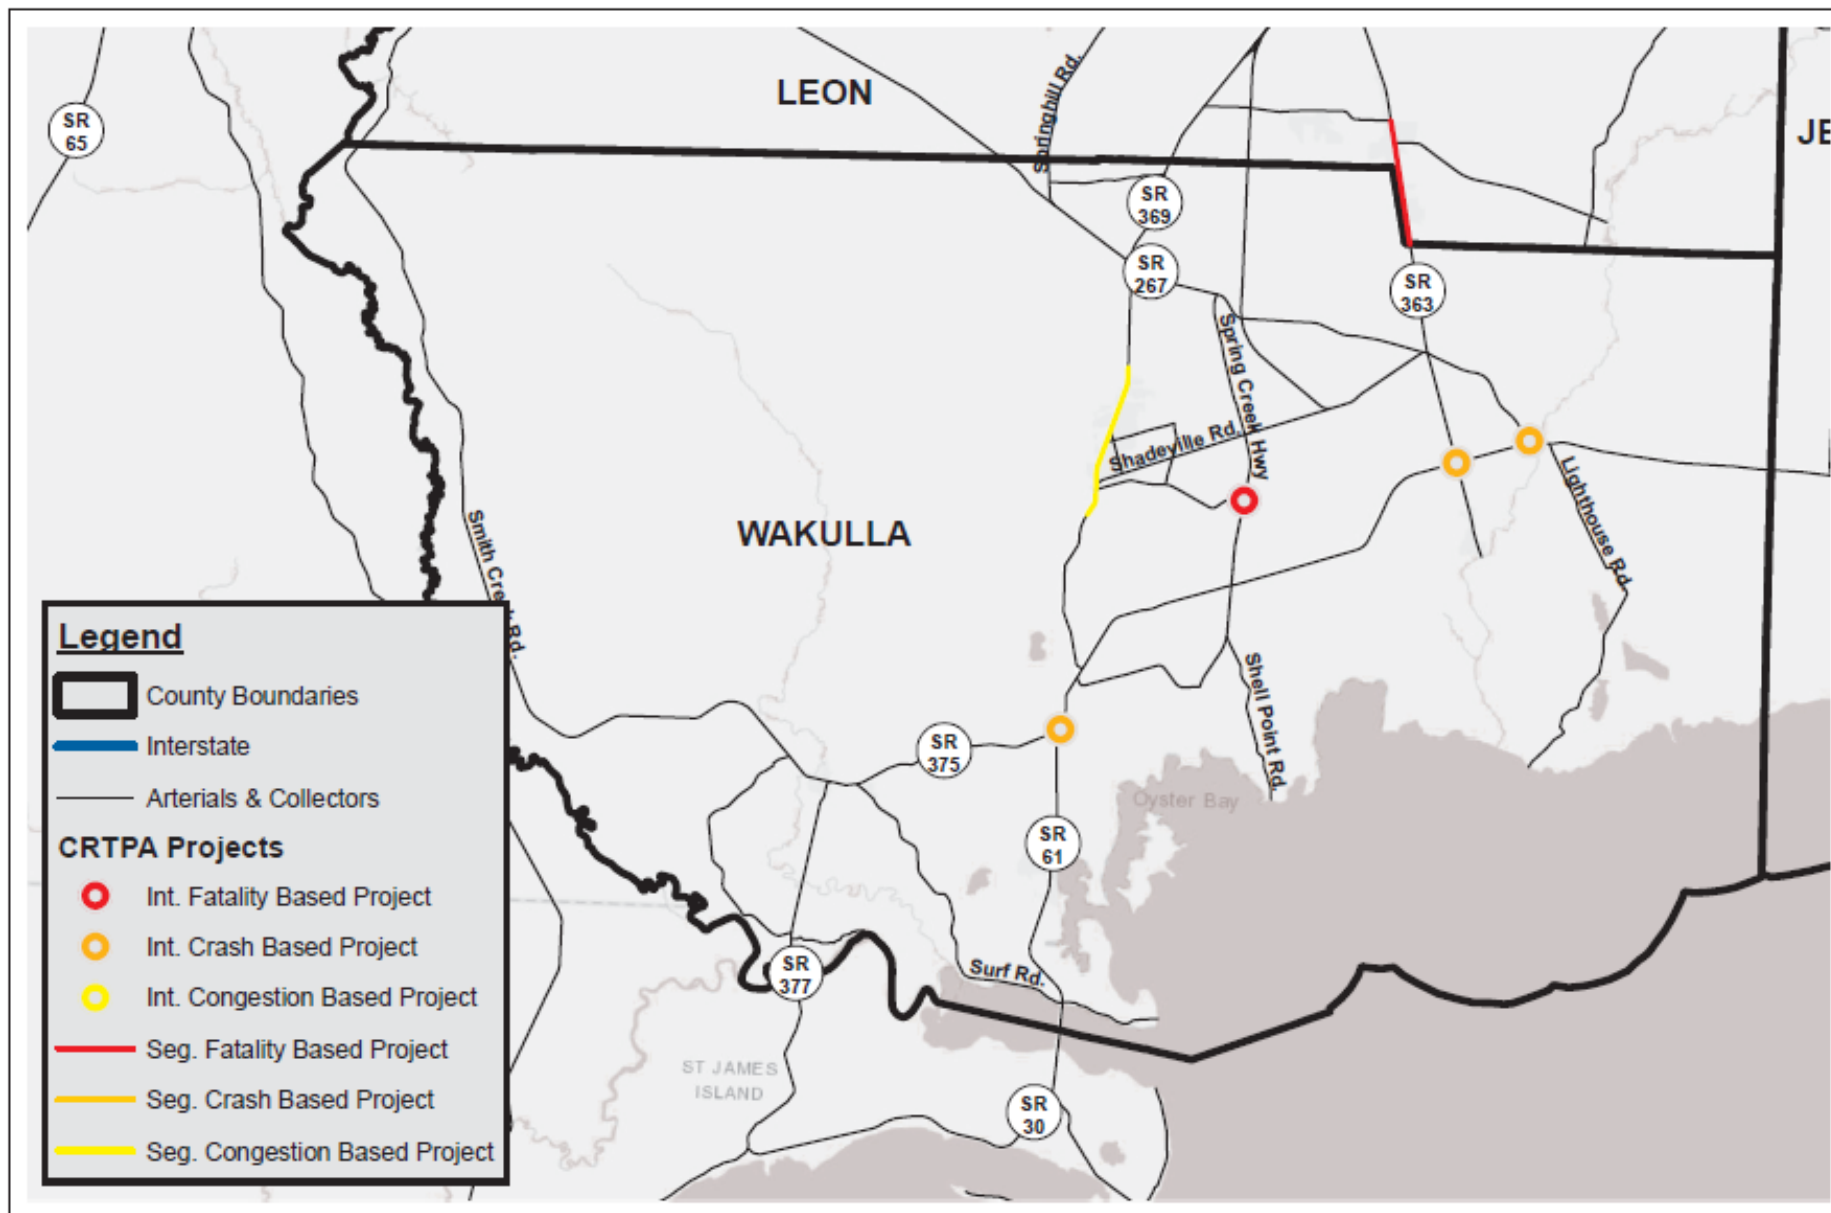 LEON
JE
SR
65
Springhill Rd.
SR
369
SR
267
SR
363
Spring Creek Hwy
Shadeville Rd.
Lighthouse Rd.
WAKULLA
Smith Creek Rd.
Shell Point Rd.
SR
375
Oyster Bay
SR
61
Surf Rd.
SR
377
ST JAMES
ISLAND
SR
30
Legend
County Boundaries
Interstate
Arterials & Collectors
CRTPA Projects
Int. Fatality Based Project
Int. Crash Based Project
Int. Congestion Based Project
Seg. Fatality Based Project
Seg. Crash Based Project
Seg. Congestion Based Project